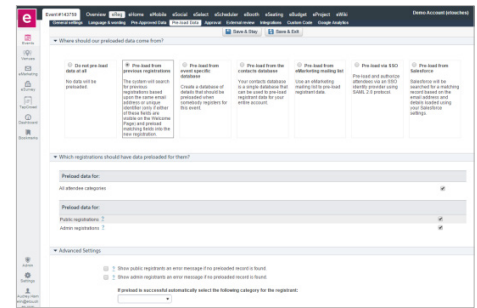 Event#143759 Overview eReg eHome eMobile eSocial eSelect eScheduler eBooth eSeating eBudget eProject eWiki
Demo Account (etouches)
General settings Language & wording Pre-Approved Data Pre-load Data Approval External review Integrations Custom Code Google Analytics
Save & Stay Save & Exit
Where should our preloaded data come from?
Do not pre-load data at all
No data will be preloaded.
Pre-load from previous registrations
The system will search for previous registrations based upon the same email address or unique identifier (only if either of these fields are visible on the Welcome Page) and preload matching fields into the new registration.
Pre-load from event specific database
Create a database of details that should be preloaded when somebody registers for this event.
Pre-load from the contacts database
Your contacts database is a single database that can be used to pre-load registrant data for your entire account.
Pre-load from eMarketing mailing list
Use an eMarketing mailing list to pre-load registrant data.
Pre-load via SSO
Pre-load and authorize attendees via an SSO identity provider using SAML 2.0 protocol
Pre-load from Salesforce
Salesforce will be searched for a matching record based on the email address and details loaded using your Salesforce settings.
Events
Venues
eMarketing
eSurvey
Dashboard
Bookmarks
Admin
Settings
Which registrations should have data preloaded for them?
Preload data for:
All attendee categories
Preload data for:
Public registrations ?
Admin registrations ?
Advanced Settings
? Show public registrants an error message if no preloaded record is found.
? Show admin registrants an error message if no preloaded record is found.
If preload is successful automatically select the following category for the registrant: